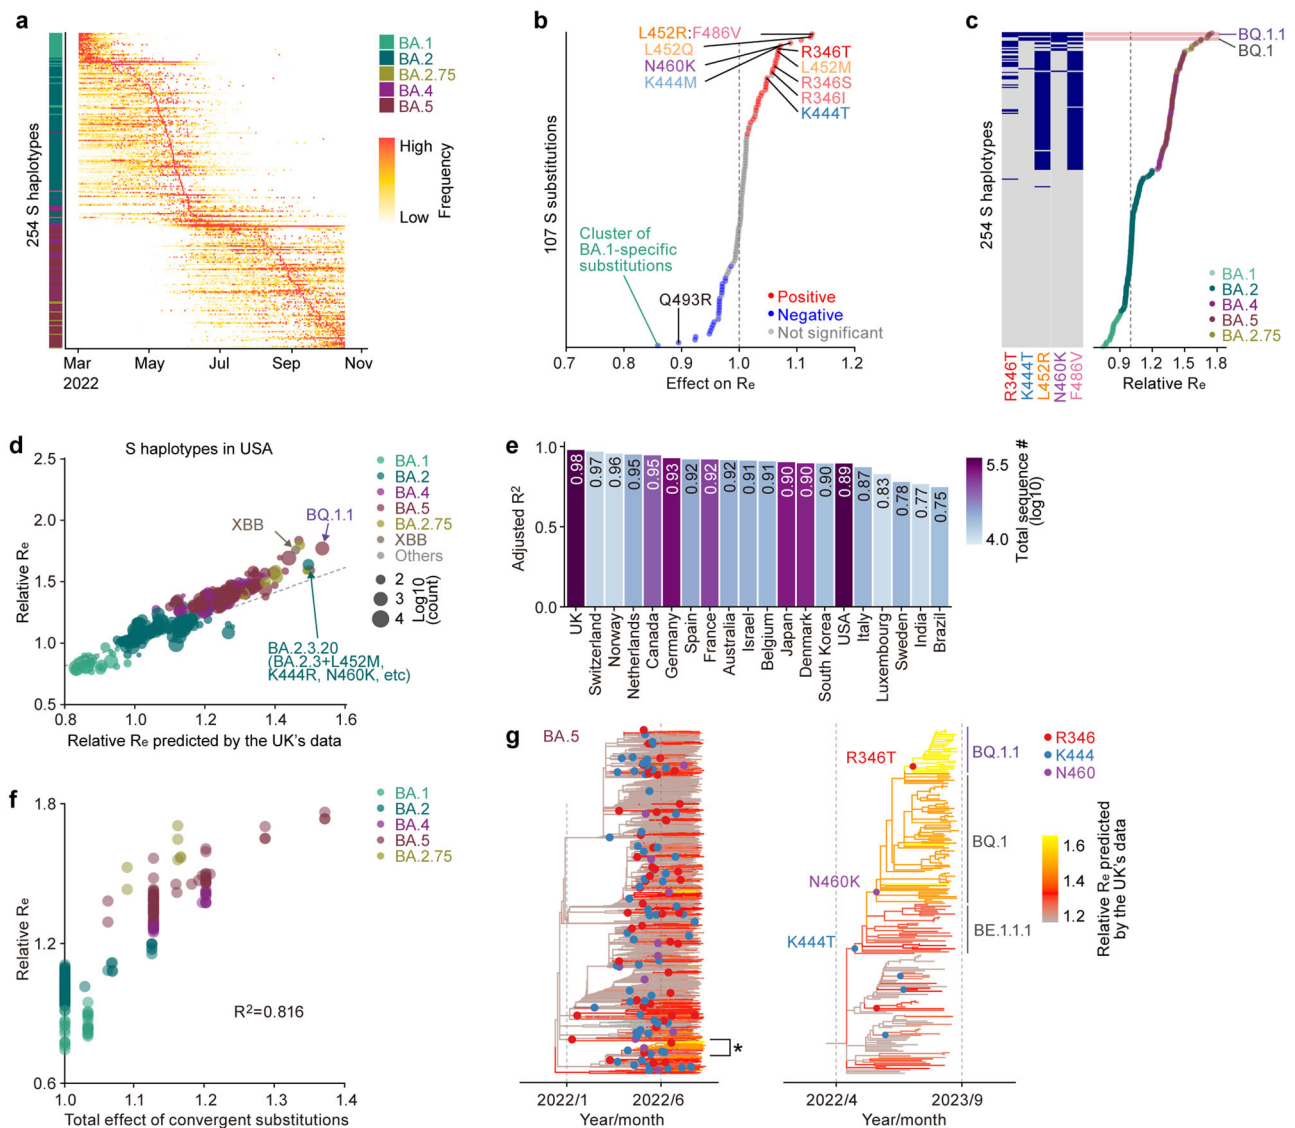 a
254 S haplotypes
BA.1
BA.2
BA.2.75
BA.4
BA.5
High
Low
Frequency
Mar
May
Jul
Sep
Nov
2022
b
107 S substitutions
L452R:F486V
L452Q
N460K
K444M
R346T
L452M
R346S
R346I
K444T
Cluster of
BA.1-specific
substitutions
Q493R
Positive
Negative
Not significant
0.7
0.8
0.9
1.0
1.1
1.2
Effect on Re
c
254 S haplotypes
BQ.1.1
BQ.1
BA.1
BA.2
BA.4
BA.5
BA.2.75
R346T
K444T
L452R
N460K
F486V
0.9
1.2
1.5
1.8
Relative Re
d
S haplotypes in USA
2.5
2.0
1.5
1.0
0.5
Relative Re
XBB
BQ.1.1
BA.2.3.20
(BA.2.3+L452M,
K444R, N460K, etc)
BA.1
BA.2
BA.4
BA.5
BA.2.75
XBB
Others
2
3
4
Log10
(count)
0.8
1.0
1.2
1.4
1.6
Relative Re predicted by the UK's data
e
Adjusted R2
1.0
0.5
0.0
0.98
0.97
0.96
0.95
0.95
0.93
0.92
0.92
0.92
0.91
0.91
0.90
0.90
0.90
0.89
0.87
0.83
0.78
0.77
0.75
UK
Switzerland
Norway
Netherlands
Canada
Germany
Spain
France
Australia
Israel
Belgium
Japan
Denmark
South Korea
USA
Italy
Luxembourg
Sweden
India
Brazil
5.5
4.0
Total sequence #
(log10)
f
1.8
1.2
0.6
Relative Re
R2=0.816
BA.1
BA.2
BA.4
BA.5
BA.2.75
1.0
1.1
1.2
1.3
1.4
Total effect of convergent substitutions
g
BA.5
*
2022/1
2022/6
Year/month
R346T
N460K
K444T
BQ.1.1
BQ.1
BE.1.1.1
2022/4
2023/9
Year/month
R346
K444
N460
1.6
1.4
1.2
Relative Re predicted
by the UK's data